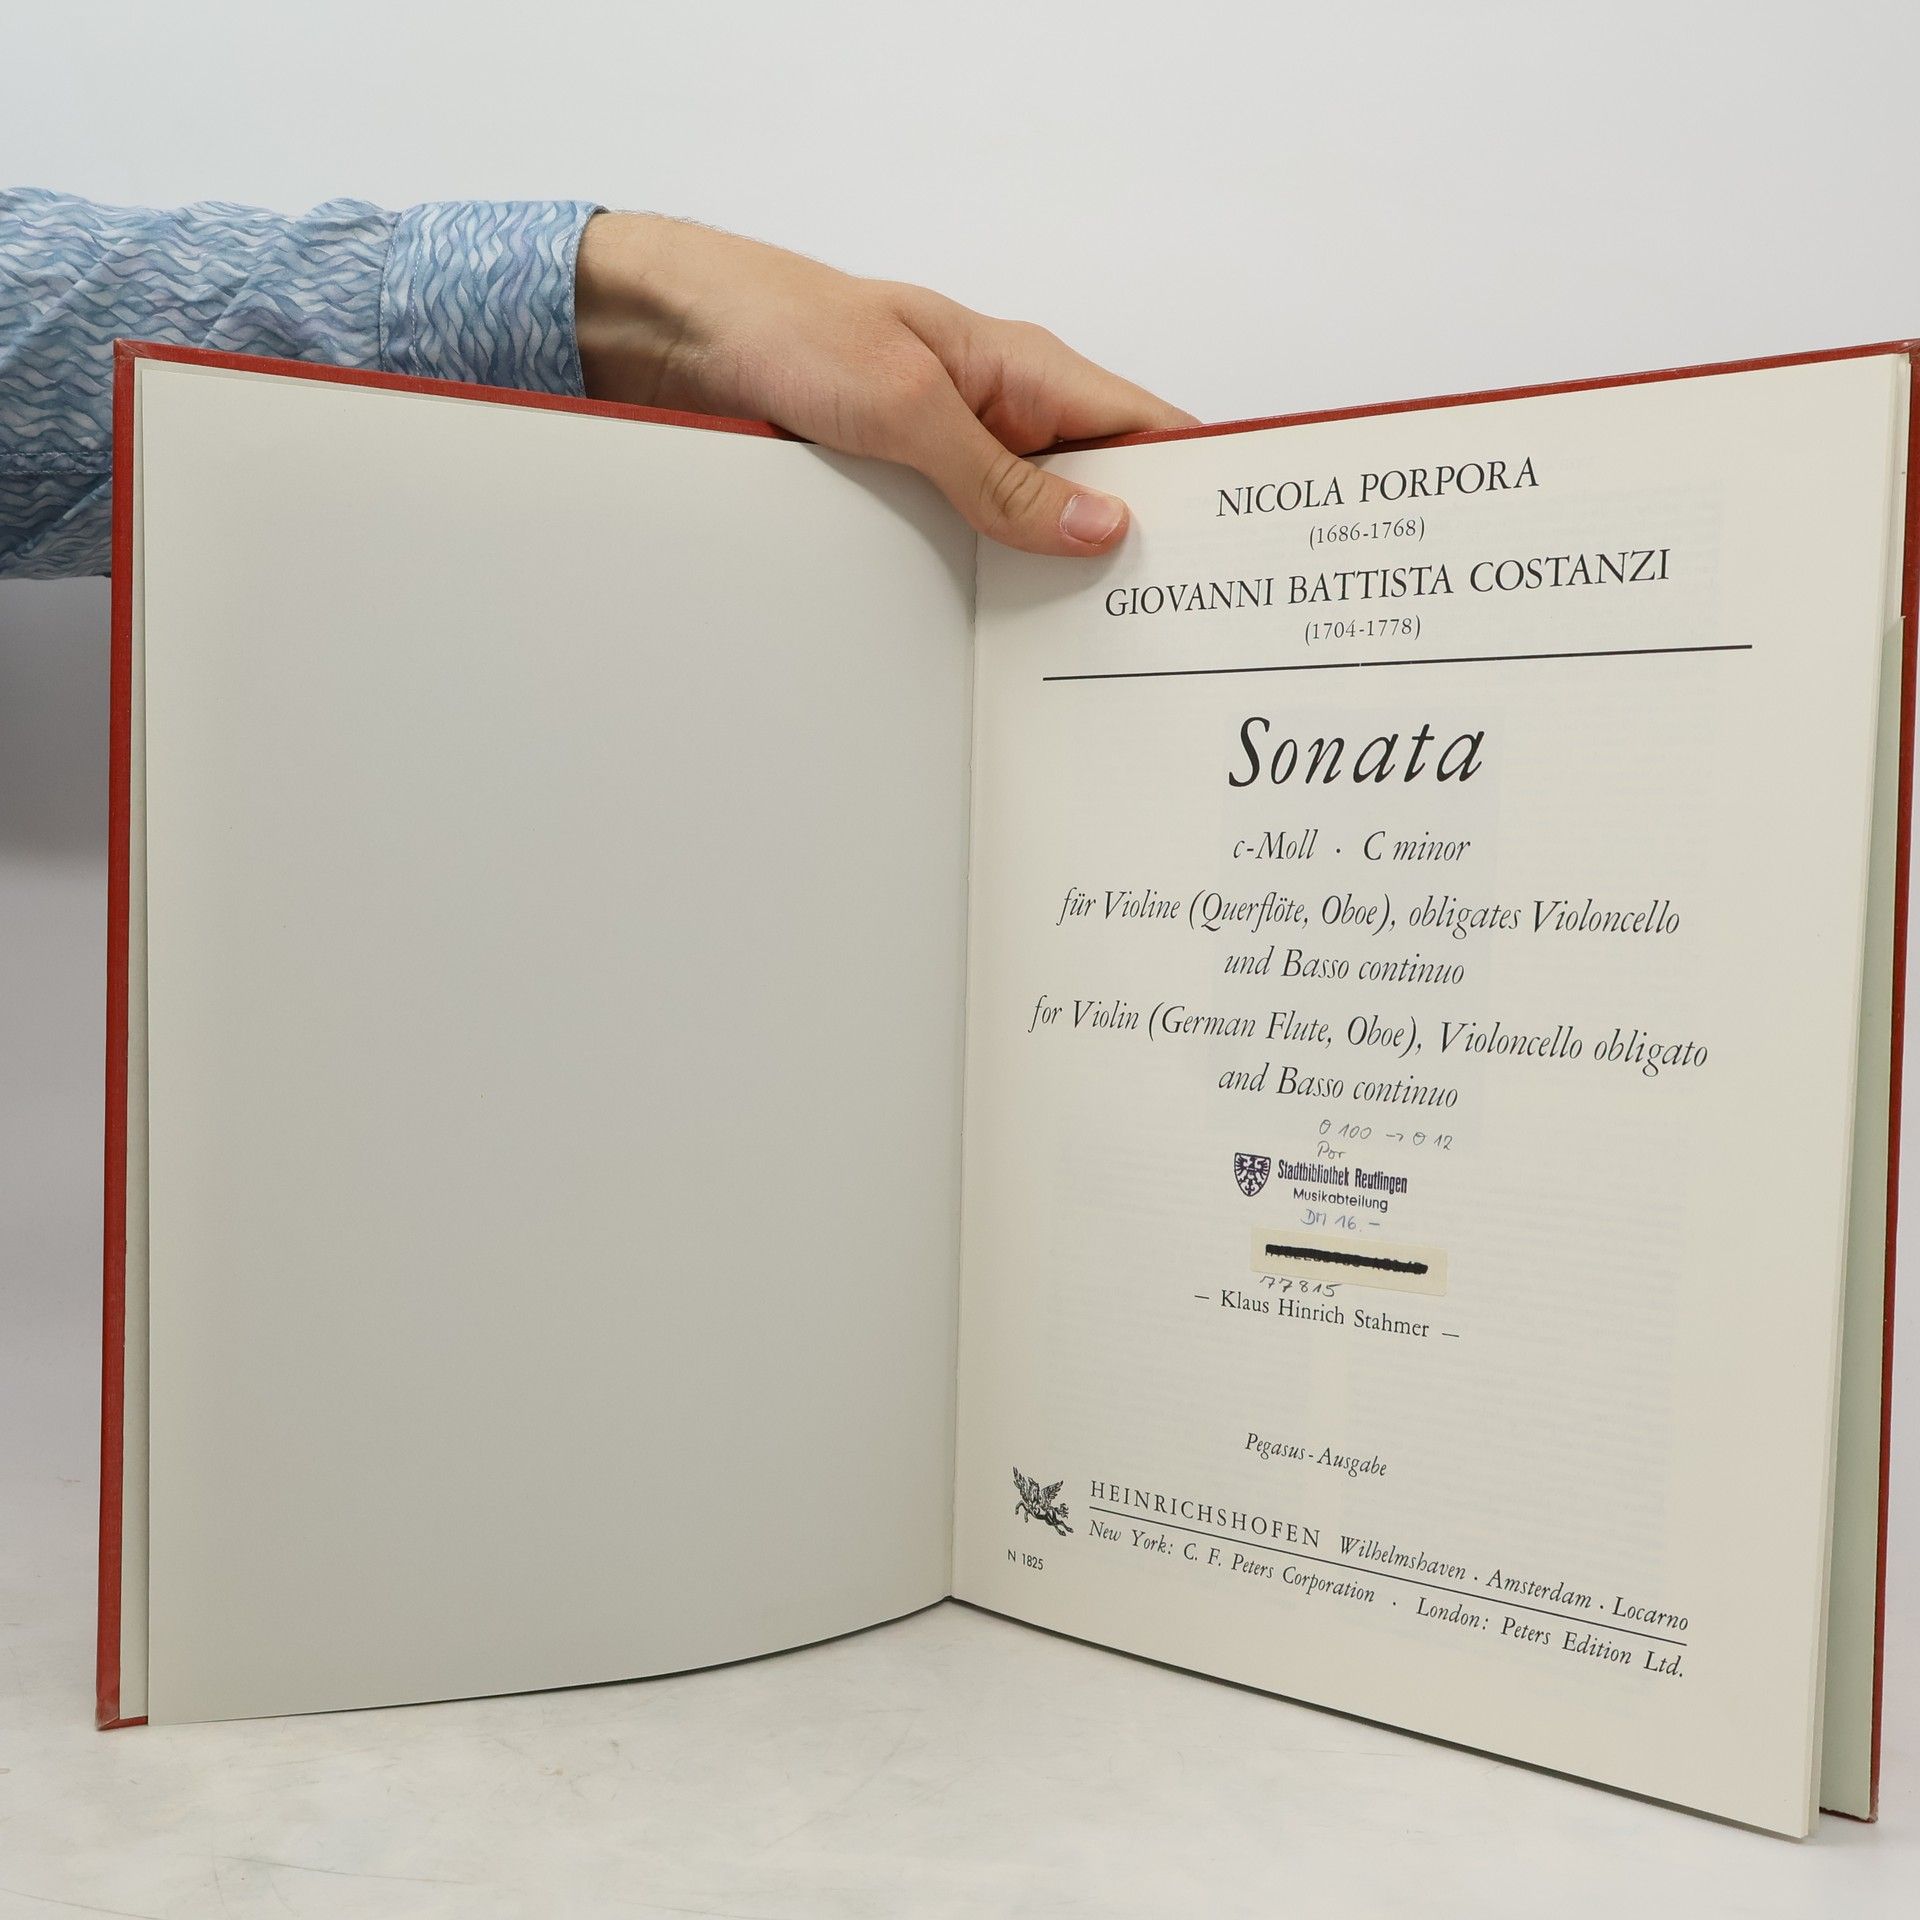 NICOLA PORPORA
(1686-1768)
GIOVANNI BATTISTA COSTANZI
(1704-1778)
Sonata
c-Moll · C minor
für Violine (Querflöte, Oboe), obligates Violoncello
und Basso continuo
for Violin (German Flute, Oboe), Violoncello obligato
and Basso continuo
θ 100 → θ 12
Por
Stadtbibliothek Reutlingen
Musikabteilung
DM 16.-
77815
— Klaus Hinrich Stahmer —
Pegasus-Ausgabe
HEINRICHSHOFEN Wilhelmshaven · Amsterdam · Locarno
New York: C. F. Peters Corporation · London: Peters Edition Ltd.
N 1825